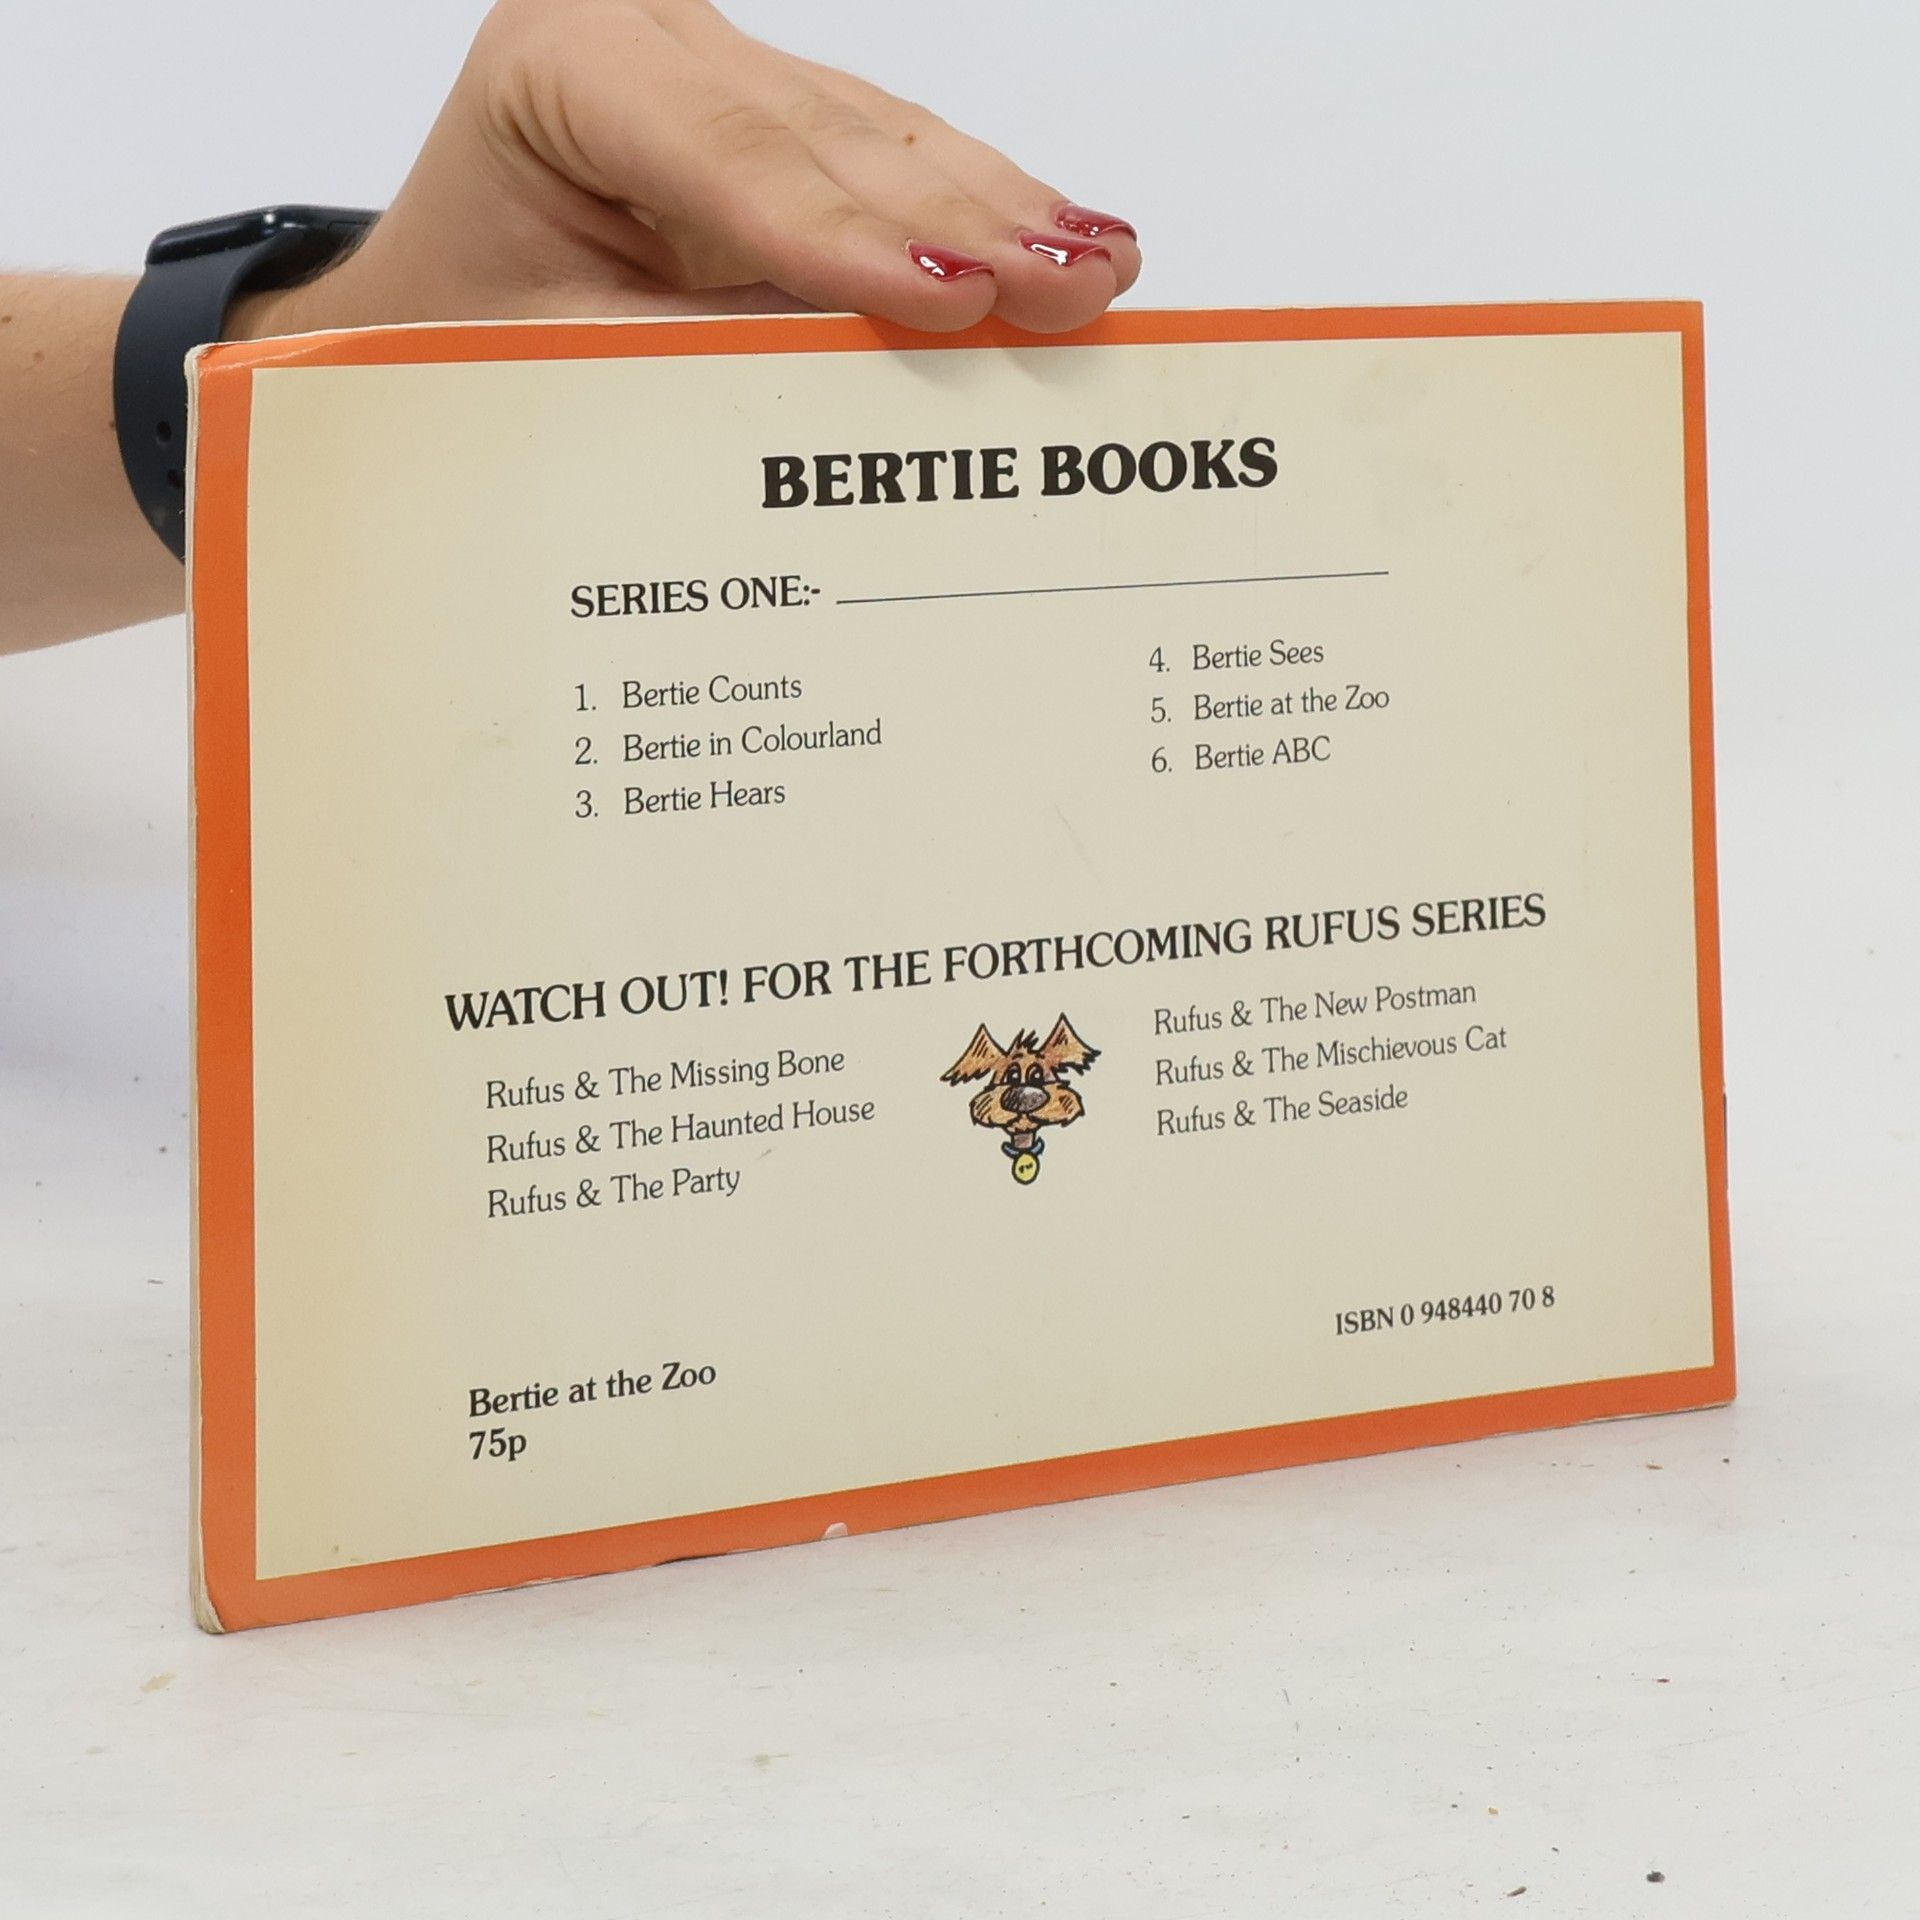 BERTIE BOOKS
SERIES ONE:-
1. Bertie Counts
2. Bertie in Colourland
3. Bertie Hears
4. Bertie Sees
5. Bertie at the Zoo
6. Bertie ABC
WATCH OUT! FOR THE FORTHCOMING RUFUS SERIES
Rufus & The Missing Bone
Rufus & The Haunted House
Rufus & The Party
Rufus & The New Postman
Rufus & The Mischievous Cat
Rufus & The Seaside
ISBN 0 948440 70 8
Bertie at the Zoo
75p